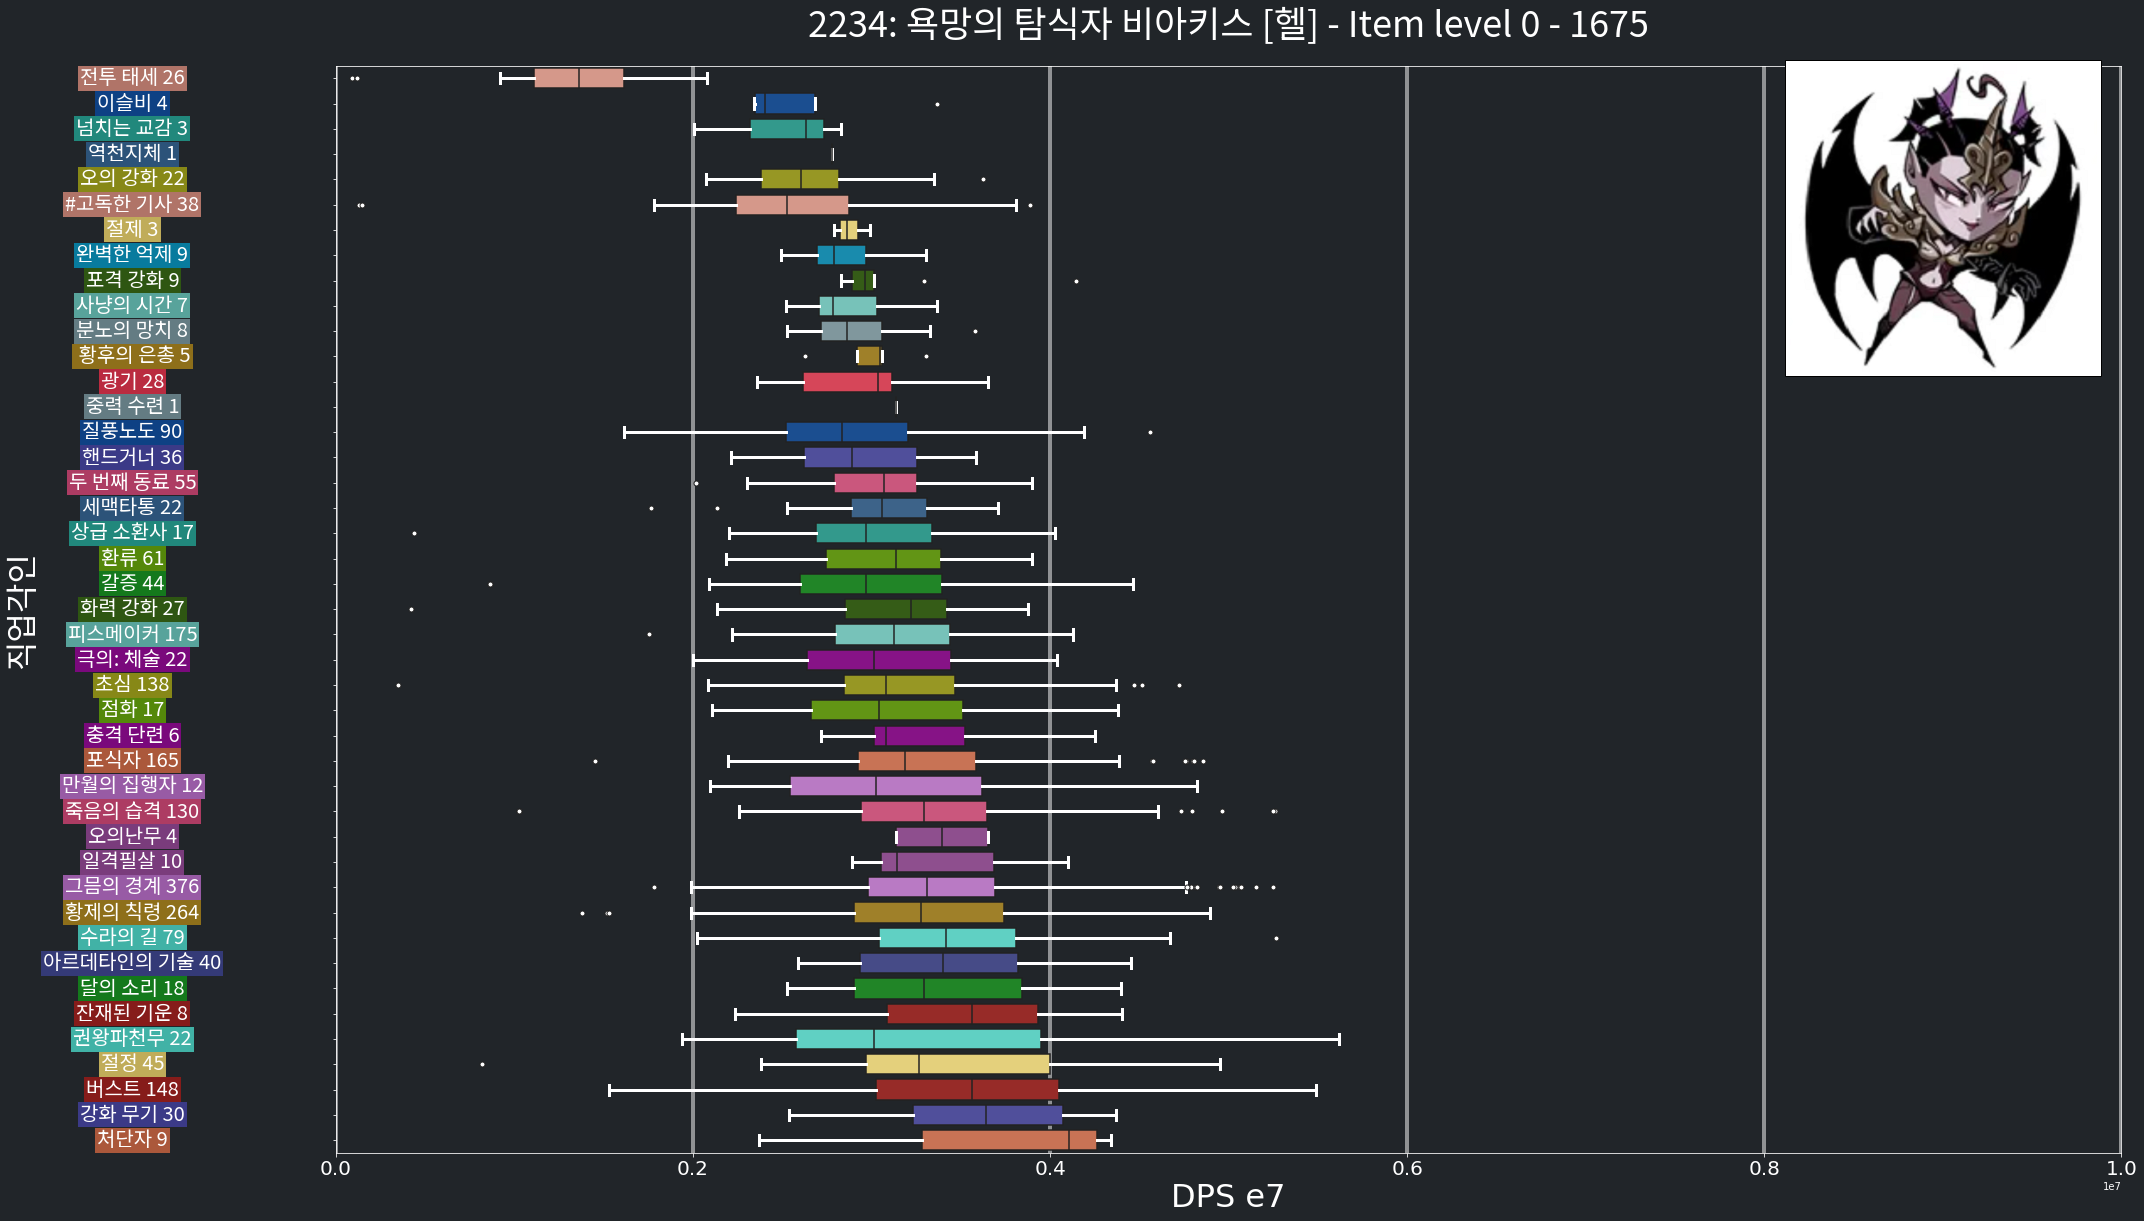 2234: 욕망의 탐식자 비아키스 [헬] - Item level 0 - 1675
직업각인
전투 태세 26
이슬비 4
넘치는 교감 3
역천지체 1
오의 강화 22
#고독한 기사 38
절제 3
완벽한 억제 9
포격 강화 9
사냥의 시간 7
분노의 망치 8
황후의 은총 5
광기 28
중력 수련 1
질풍노도 90
핸드거너 36
두 번째 동료 55
세맥타통 22
상급 소환사 17
환류 61
갈증 44
화력 강화 27
피스메이커 175
극의: 체술 22
초심 138
점화 17
충격 단련 6
포식자 165
만월의 집행자 12
죽음의 습격 130
오의난무 4
일격필살 10
그믐의 경계 376
황제의 칙령 264
수라의 길 79
아르데타인의 기술 40
달의 소리 18
잔재된 기운 8
권왕파천무 22
절정 45
버스트 148
강화 무기 30
처단자 9
0.0 0.2 0.4 0.6 0.8 1.0
1e7
DPS e7